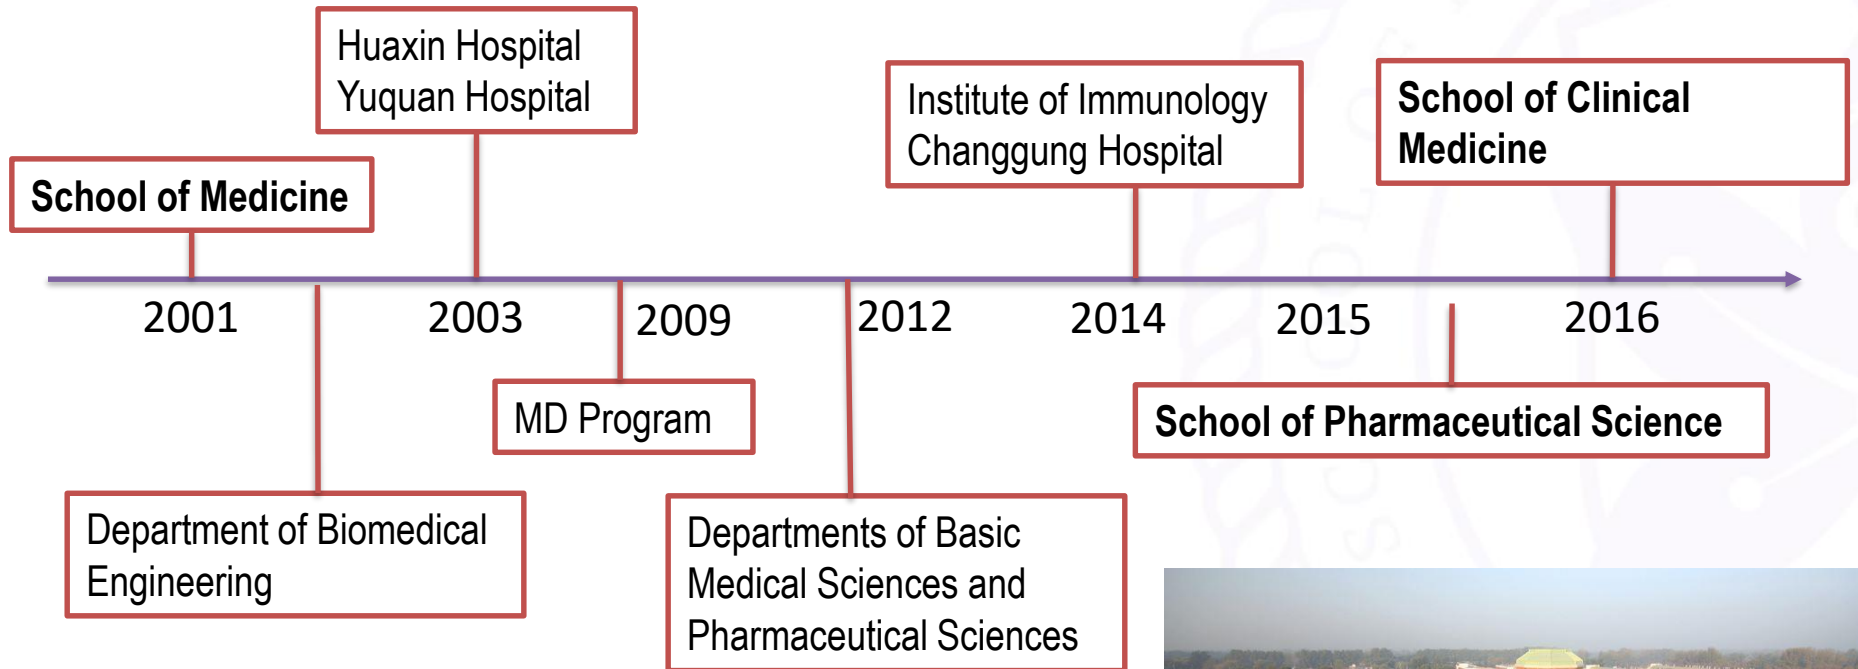 Huaxin Hospital
Yuquan Hospital
Institute of Immunology
Changgung Hospital
School of Clinical
Medicine
School of Medicine
2001
2003
2009
2012
2014
2015
2016
MD Program
School of Pharmaceutical Science
Department of Biomedical
Engineering
Departments of Basic
Medical Sciences and
Pharmaceutical Sciences